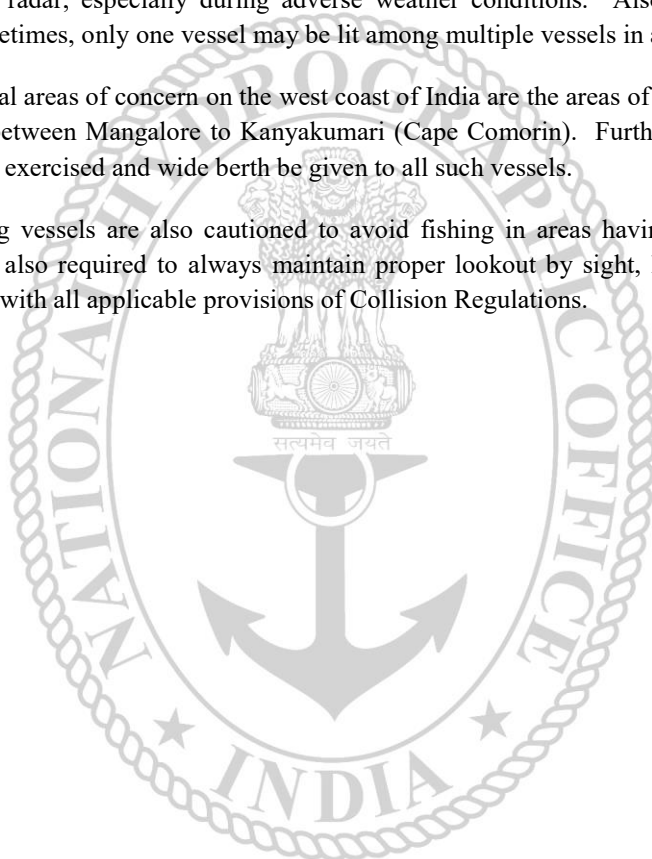 radar, especially during adverse weather conditions. Also
etimes, only one vessel may be lit among multiple vessels in a
al areas of concern on the west coast of India are the areas of
between Mangalore to Kanyakumari (Cape Comorin). Furth
exercised and wide berth be given to all such vessels.
g vessels are also cautioned to avoid fishing in areas havin
also required to always maintain proper lookout by sight,
with all applicable provisions of Collision Regulations.
NATIONAL HYDROGRAPHIC OFFICE
सत्यमेव जयते
INDIA